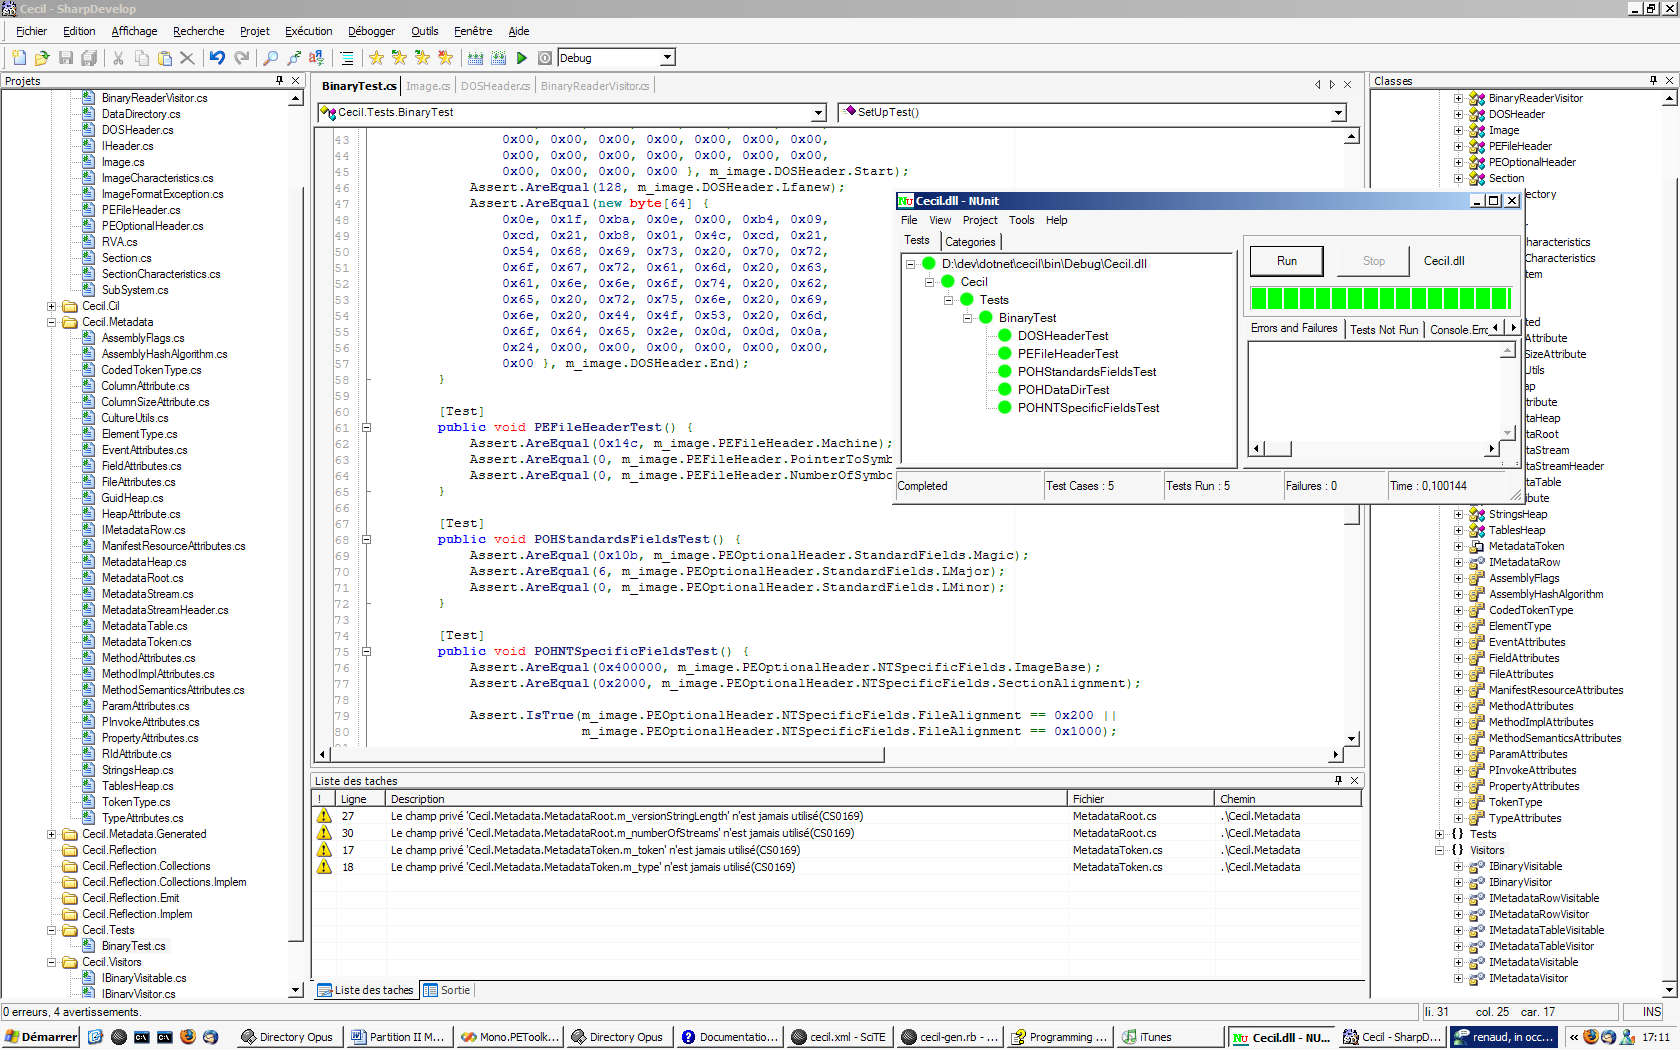 Cecil - SharpDevelop
Fichier Edition Affichage Recherche Projet Exécution Débogger Outils Fenêtre Aide
Debug
Projets
BinaryReaderVisitor.cs
DataDirectory.cs
DOSHeader.cs
IHeader.cs
Image.cs
ImageCharacteristics.cs
ImageFormatException.cs
PEFileHeader.cs
PEOptionalHeader.cs
RVA.cs
Section.cs
SectionCharacteristics.cs
SubSystem.cs
Cecil.Cil
Cecil.Metadata
AssemblyFlags.cs
AssemblyHashAlgorithm.cs
CodedTokenType.cs
ColumnAttribute.cs
ColumnSizeAttribute.cs
CultureUtils.cs
ElementType.cs
EventAttributes.cs
FieldAttributes.cs
FileAttributes.cs
GuidHeap.cs
HeapAttribute.cs
IMetadataRow.cs
ManifestResourceAttributes.cs
MetadataHeap.cs
MetadataRoot.cs
MetadataStream.cs
MetadataStreamHeader.cs
MetadataTable.cs
MetadataToken.cs
MethodAttributes.cs
MethodImplAttributes.cs
MethodSemanticsAttributes.cs
ParamAttributes.cs
PInvokeAttributes.cs
PropertyAttributes.cs
RIdAttribute.cs
StringsHeap.cs
TablesHeap.cs
TokenType.cs
TypeAttributes.cs
Cecil.Metadata.Generated
Cecil.Reflection
Cecil.Reflection.Collections
Cecil.Reflection.Collections.Implem
Cecil.Reflection.Emit
Cecil.Reflection.Implem
Cecil.Tests
BinaryTest.cs
Cecil.Visitors
IBinaryVisitable.cs
IBinaryVisitor.cs
BinaryTest.cs Image.cs DOSHeader.cs BinaryReaderVisitor.cs
Cecil.Tests.BinaryTest SetUpTest()
43 0x00, 0x00, 0x00, 0x00, 0x00, 0x00, 0x00,
44 0x00, 0x00, 0x00, 0x00, 0x00, 0x00, 0x00,
45 0x00, 0x00, 0x00, 0x00 }, m_image.DOSHeader.Start);
46 Assert.AreEqual(128, m_image.DOSHeader.Lfanew);
47 Assert.AreEqual(new byte[64] {
48 0x0e, 0x1f, 0xba, 0x0e, 0x00, 0xb4, 0x09,
49 0xcd, 0x21, 0xb8, 0x01, 0x4c, 0xcd, 0x21,
50 0x54, 0x68, 0x69, 0x73, 0x20, 0x70, 0x72,
51 0x6f, 0x67, 0x72, 0x61, 0x6d, 0x20, 0x63,
52 0x61, 0x6e, 0x6e, 0x6f, 0x74, 0x20, 0x62,
53 0x65, 0x20, 0x72, 0x75, 0x6e, 0x20, 0x69,
54 0x6e, 0x20, 0x44, 0x4f, 0x53, 0x20, 0x6d,
55 0x6f, 0x64, 0x65, 0x2e, 0x0d, 0x0d, 0x0a,
56 0x24, 0x00, 0x00, 0x00, 0x00, 0x00, 0x00,
57 0x00 }, m_image.DOSHeader.End);
58 }
59
60 [Test]
61 public void PEFileHeaderTest() {
62 Assert.AreEqual(0x14c, m_image.PEFileHeader.Machine);
63 Assert.AreEqual(0, m_image.PEFileHeader.PointerToSymb
64 Assert.AreEqual(0, m_image.PEFileHeader.NumberOfSymbo
65 }
66
67 [Test]
68 public void POHStandardsFieldsTest() {
69 Assert.AreEqual(0x10b, m_image.PEOptionalHeader.StandardFields.Magic);
70 Assert.AreEqual(6, m_image.PEOptionalHeader.StandardFields.LMajor);
71 Assert.AreEqual(0, m_image.PEOptionalHeader.StandardFields.LMinor);
72 }
73
74 [Test]
75 public void POHNTSpecificFieldsTest() {
76 Assert.AreEqual(0x400000, m_image.PEOptionalHeader.NTSpecificFields.ImageBase);
77 Assert.AreEqual(0x2000, m_image.PEOptionalHeader.NTSpecificFields.SectionAlignment);
78
79 Assert.IsTrue(m_image.PEOptionalHeader.NTSpecificFields.FileAlignment == 0x200 ||
80 m_image.PEOptionalHeader.NTSpecificFields.FileAlignment == 0x1000);
Cecil.dll - NUnit
File View Project Tools Help
Tests Categories
D:\dev\dotnet\cecil\bin\Debug\Cecil.dll
Cecil
Tests
BinaryTest
DOSHeaderTest
PEFileHeaderTest
POHStandardsFieldsTest
POHDataDirTest
POHNTSpecificFieldsTest
Run Stop Cecil.dll
Errors and Failures Tests Not Run Console.Erro
Completed Test Cases : 5 Tests Run : 5 Failures : 0 Time : 0,100144
Classes
BinaryReaderVisitor
DOSHeader
Image
PEFileHeader
PEOptionalHeader
Section
ectory
haracteristics
Characteristics
tem
ted
ttribute
SizeAttribute
Utils
ap
tribute
taHeap
taRoot
taStream
taStreamHeader
taTable
ibute
StringsHeap
TablesHeap
MetadataToken
IMetadataRow
AssemblyFlags
AssemblyHashAlgorithm
CodedTokenType
ElementType
EventAttributes
FieldAttributes
FileAttributes
ManifestResourceAttributes
MethodAttributes
MethodImplAttributes
MethodSemanticsAttributes
ParamAttributes
PInvokeAttributes
PropertyAttributes
TokenType
TypeAttributes
Tests
Visitors
IBinaryVisitable
IBinaryVisitor
IMetadataRowVisitable
IMetadataRowVisitor
IMetadataTableVisitable
IMetadataTableVisitor
IMetadataVisitable
IMetadataVisitor
Liste des taches
! Ligne Description Fichier Chemin
27 Le champ privé 'Cecil.Metadata.MetadataRoot.m_versionStringLength' n'est jamais utilisé(CS0169) MetadataRoot.cs .\Cecil.Metadata
30 Le champ privé 'Cecil.Metadata.MetadataRoot.m_numberOfStreams' n'est jamais utilisé(CS0169) MetadataRoot.cs .\Cecil.Metadata
17 Le champ privé 'Cecil.Metadata.MetadataToken.m_token' n'est jamais utilisé(CS0169) MetadataToken.cs .\Cecil.Metadata
18 Le champ privé 'Cecil.Metadata.MetadataToken.m_type' n'est jamais utilisé(CS0169) MetadataToken.cs .\Cecil.Metadata
Liste des taches Sortie
0 erreurs, 4 avertissements. li. 31 col. 25 car. 17 INS
Démarrer Directory Opus Partition II M... Mono.PEToolk... Directory Opus Documentatio... cecil.xml - SciTE cecil-gen.rb - ... Programming ... iTunes Cecil.dll - NU... Cecil - SharpD... renaud, in occ... « 17:11